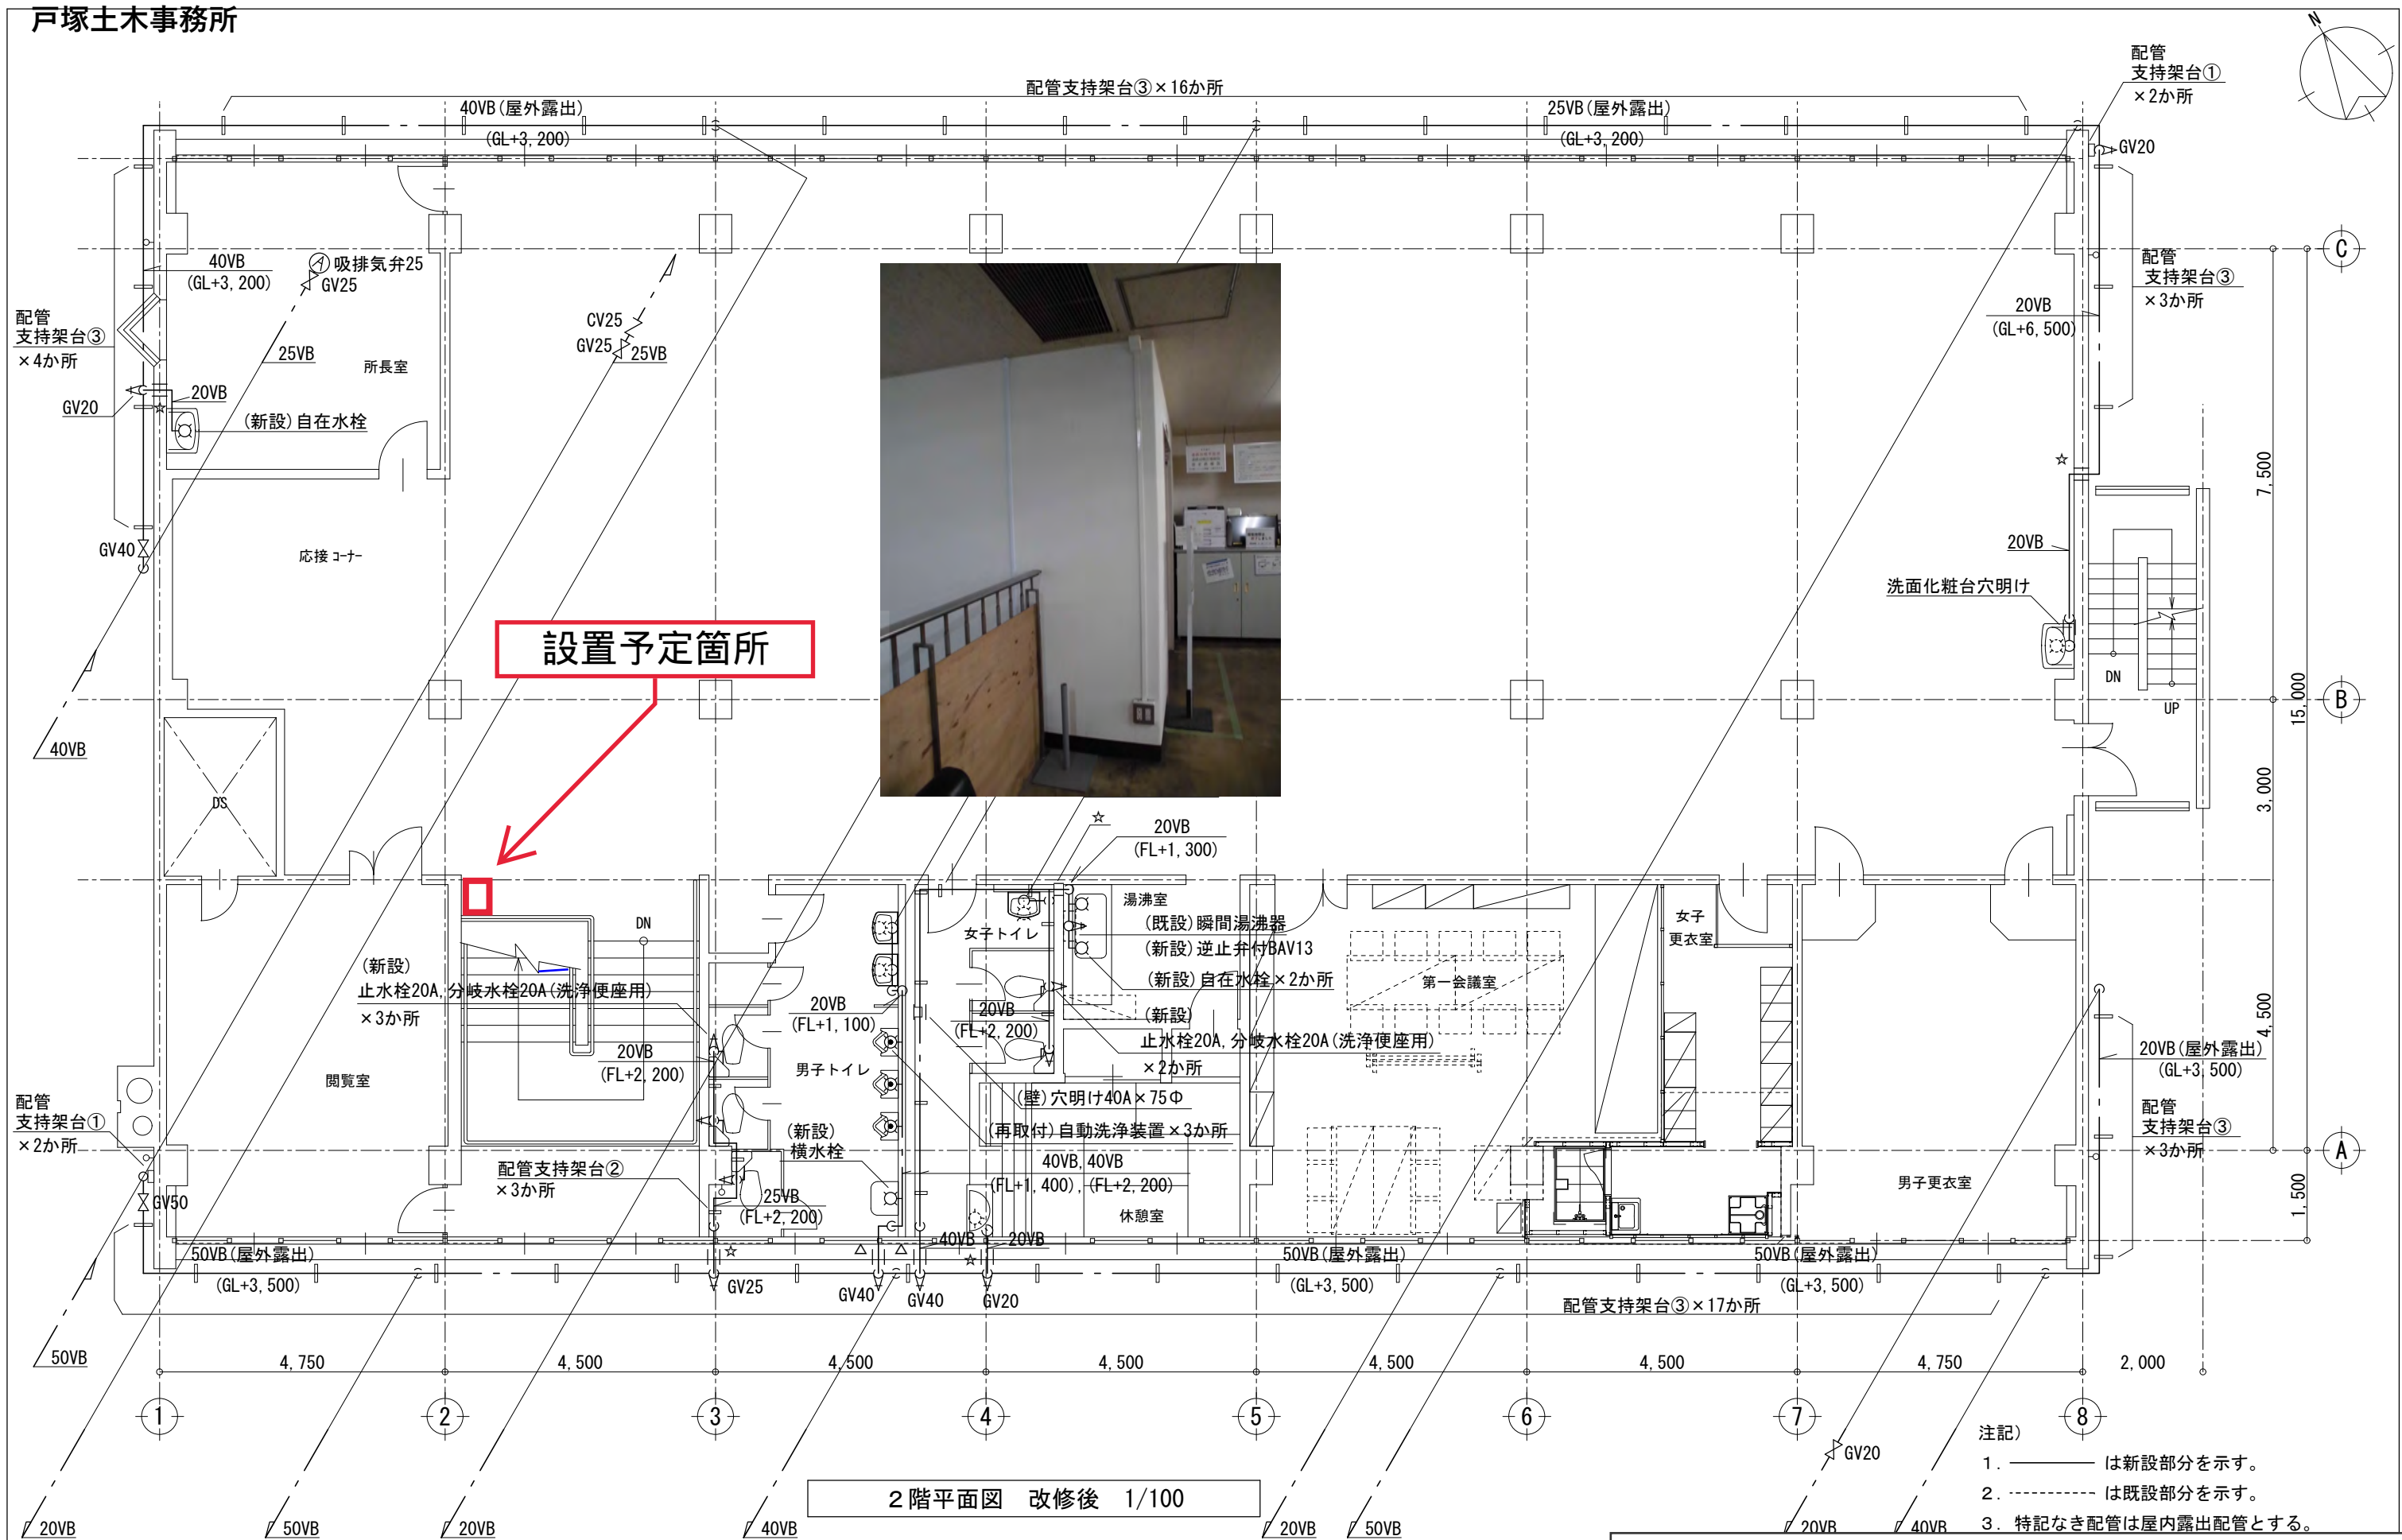 戸塚土木事務所
N
配管
支持架台①
×2か所
配管支持架台③×16か所
40VB(屋外露出)
(GL+3,200)
25VB(屋外露出)
(GL+3,200)
GV20
C
40VB
(GL+3,200)
A 吸排気弁25
GV25
配管
支持架台③
×4か所
25VB
所長室
CV25
GV25
25VB
20VB
(GL+6,500)
配管
支持架台③
×3か所
GV20
20VB
(新設)自在水栓
7,500
GV40
応接コーナー
20VB
洗面化粧台穴明け
設置予定箇所
DN
UP
B
15,000
40VB
DS
3,000
☆
20VB
(FL+1,300)
DN
湯沸室
女子トイレ
(既設)瞬間湯沸器
(新設)逆止弁付BAV13
(新設)自在水栓×2か所
女子
更衣室
第一会議室
(新設)
止水栓20A,分岐水栓20A(洗浄便座用)
×3か所
20VB
(FL+1,100)
20VB
(FL+2,200)
(新設)
止水栓20A,分岐水栓20A(洗浄便座用)
×2か所
4,500
閲覧室
20VB
(FL+2,200)
男子トイレ
20VB(屋外露出)
(GL+3,500)
(壁)穴明け40A×75Φ
(再取付)自動洗浄装置×3か所
配管
支持架台①
×2か所
(新設)
横水栓
配管
支持架台③
×3か所
A
配管支持架台②
×3か所
40VB,40VB
(FL+1,400),(FL+2,200)
25VB
(FL+2,200)
男子更衣室
休憩室
1,500
GV50
40VB
20VB
50VB(屋外露出)
(GL+3,500)
50VB(屋外露出)
(GL+3,500)
50VB(屋外露出)
(GL+3,500)
GV25
GV40
GV40
GV20
配管支持架台③×17か所
50VB
4,750
4,500
4,500
4,500
4,500
4,500
4,750
2,000
1
2
3
4
5
6
7
8
GV20
注記)
1. は新設部分を示す。
2. は既設部分を示す。
3. 特記なき配管は屋内露出配管とする。
2階平面図 改修後 1/100
20VB
50VB
20VB
40VB
20VB
50VB
20VB
40VB